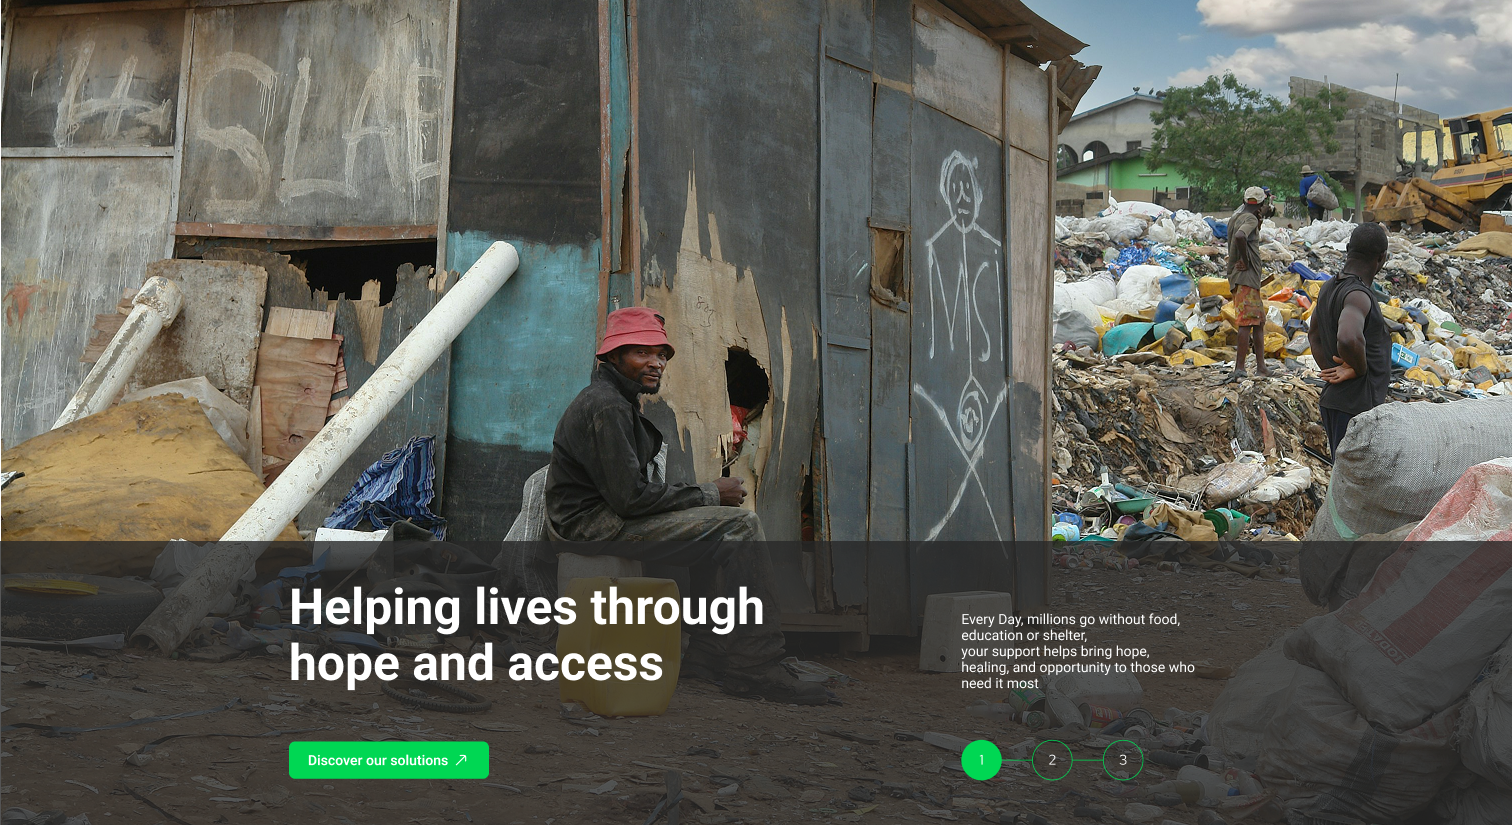 SLAE
MSi
Helping lives through
hope and access
Every Day, millions go without food,
education or shelter,
your support helps bring hope,
healing, and opportunity to those who
need it most
Discover our solutions
1
2
3